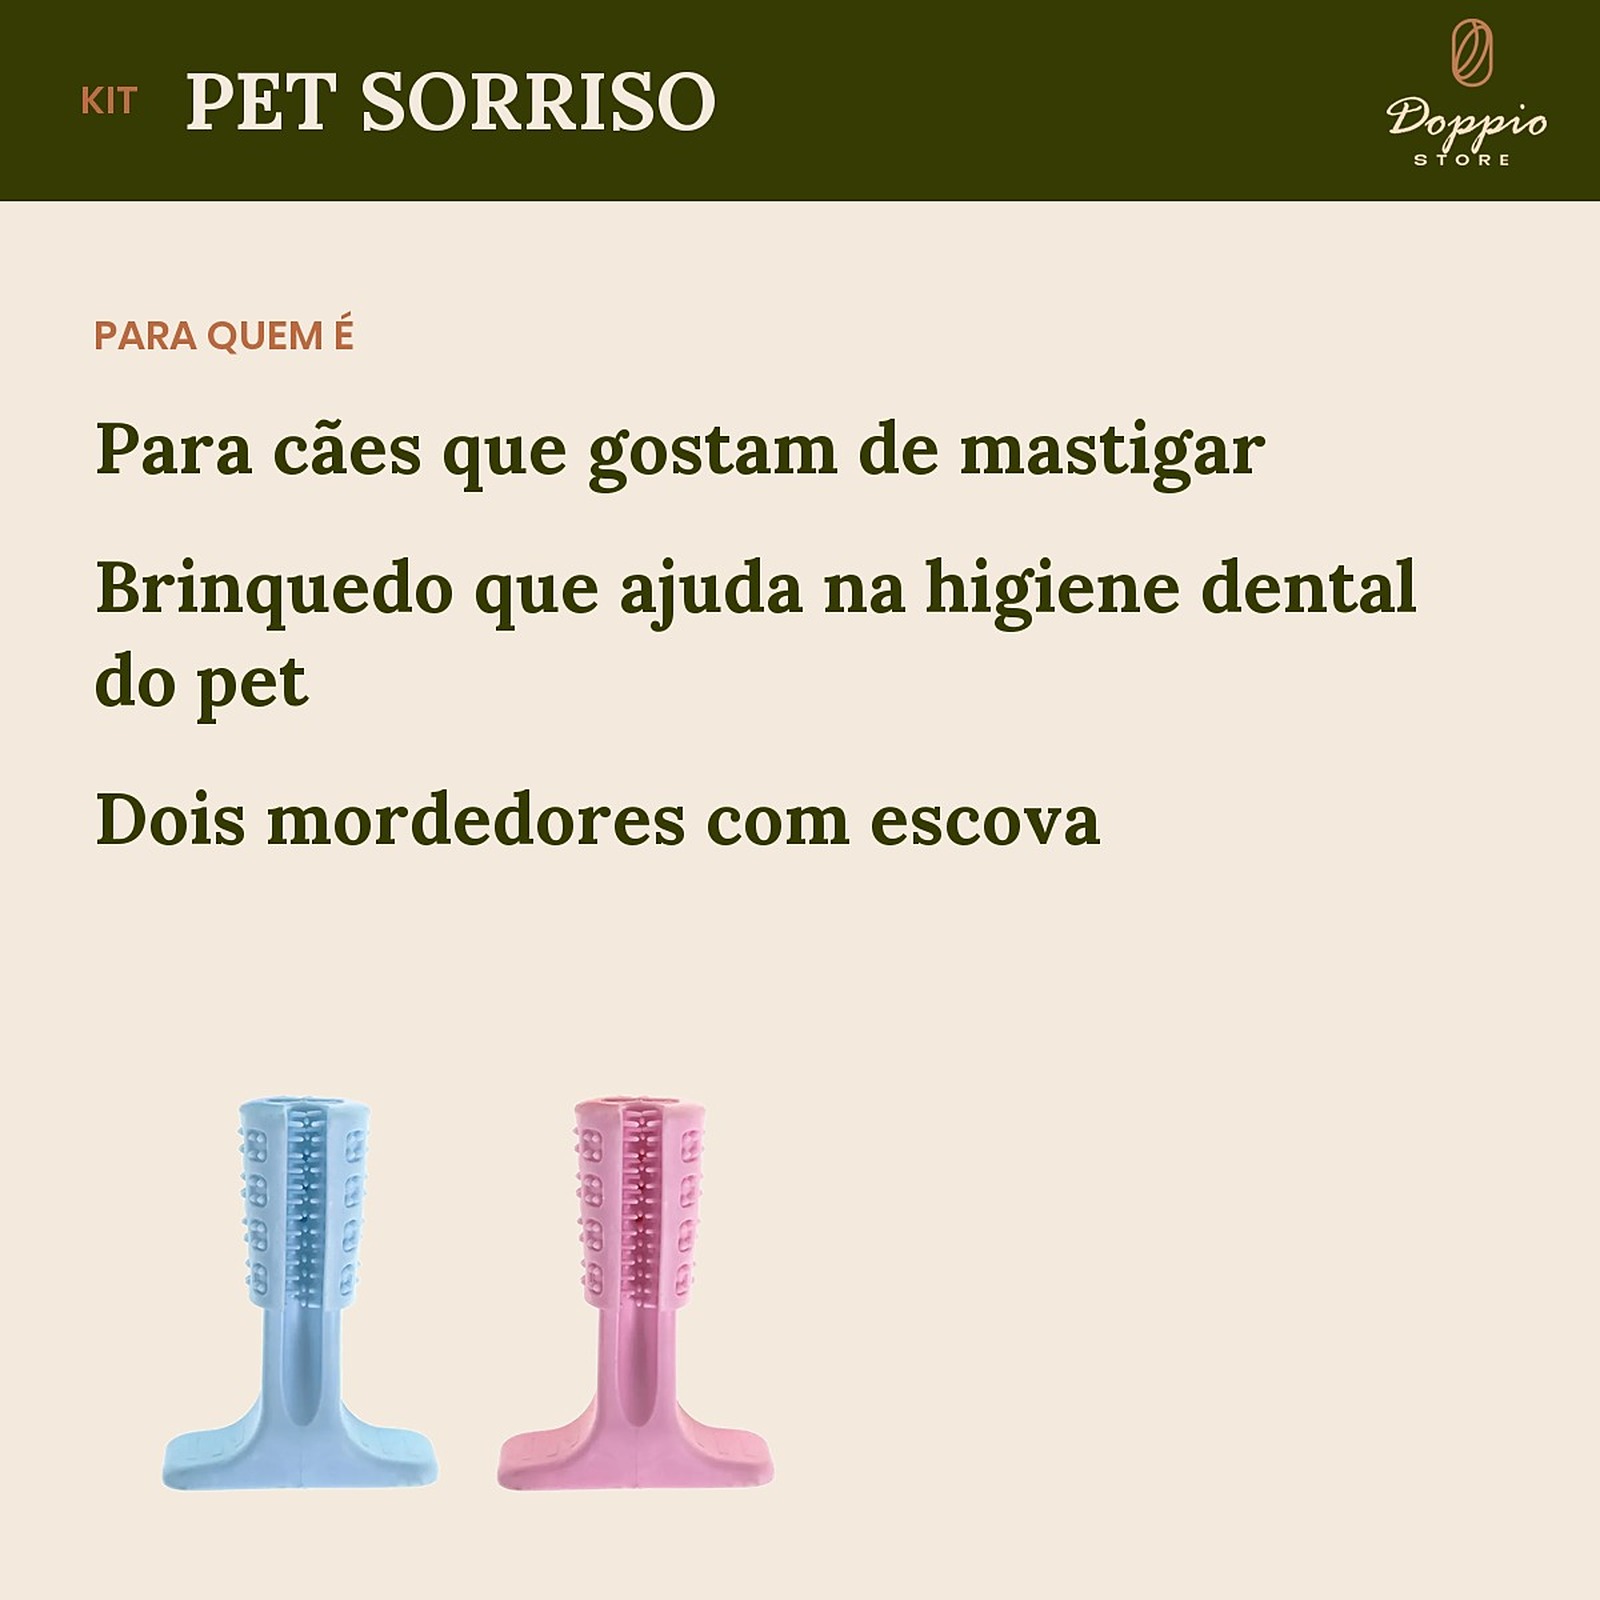 KIT PET SORRISO
Doppio
STORE
PARA QUEM É
Para cães que gostam de mastigar
Brinquedo que ajuda na higiene dental
do pet
Dois mordedores com escova